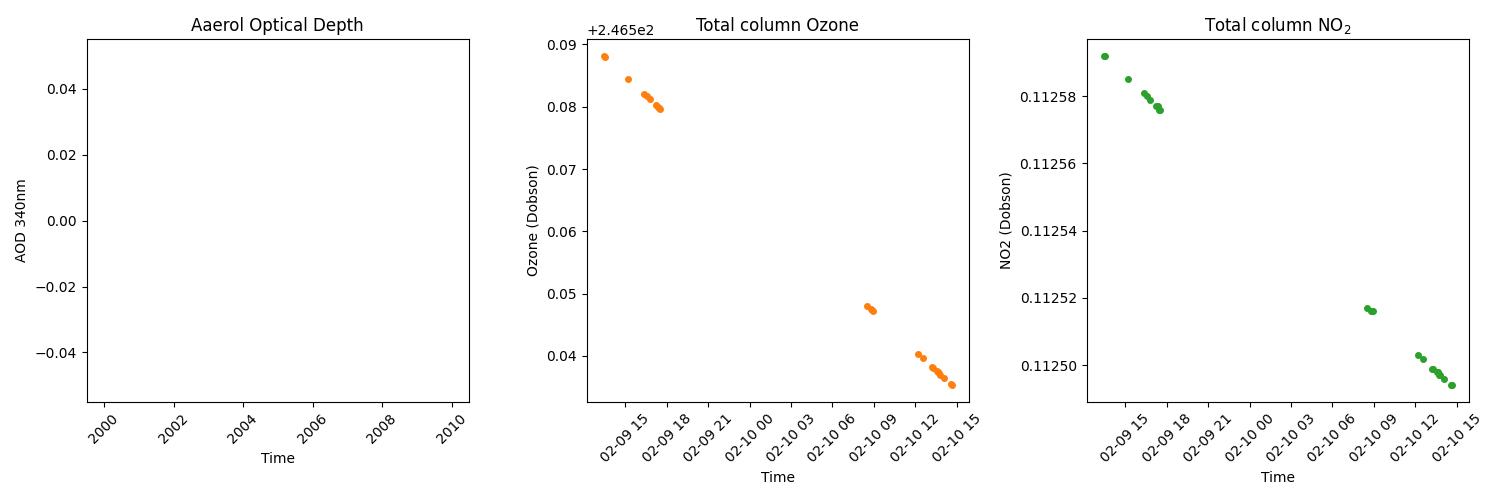 Aaerol Optical Depth
AOD 340nm
0.04
0.02
0.00
−0.02
−0.04
2000 2002 2004 2006 2008 2010
Time
Total column Ozone
+2.465e2
Ozone (Dobson)
0.09
0.08
0.07
0.06
0.05
0.04
02-09 15 02-09 18 02-09 21 02-10 00 02-10 03 02-10 06 02-10 09 02-10 12 02-10 15
Time
Total column NO₂
NO2 (Dobson)
0.11258
0.11256
0.11254
0.11252
0.11250
02-09 15 02-09 18 02-09 21 02-10 00 02-10 03 02-10 06 02-10 09 02-10 12 02-10 15
Time